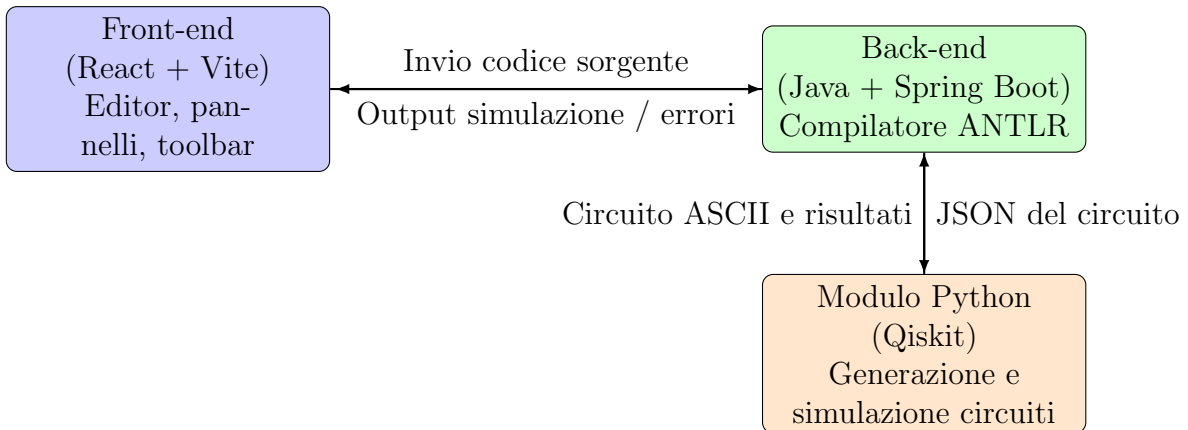 Front-end
(React + Vite)
Editor, pan-
nelli, toolbar
Invio codice sorgente
Output simulazione / errori
Back-end
(Java + Spring Boot)
Compilatore ANTLR
Circuito ASCII e risultati
JSON del circuito
Modulo Python
(Qiskit)
Generazione e
simulazione circuiti